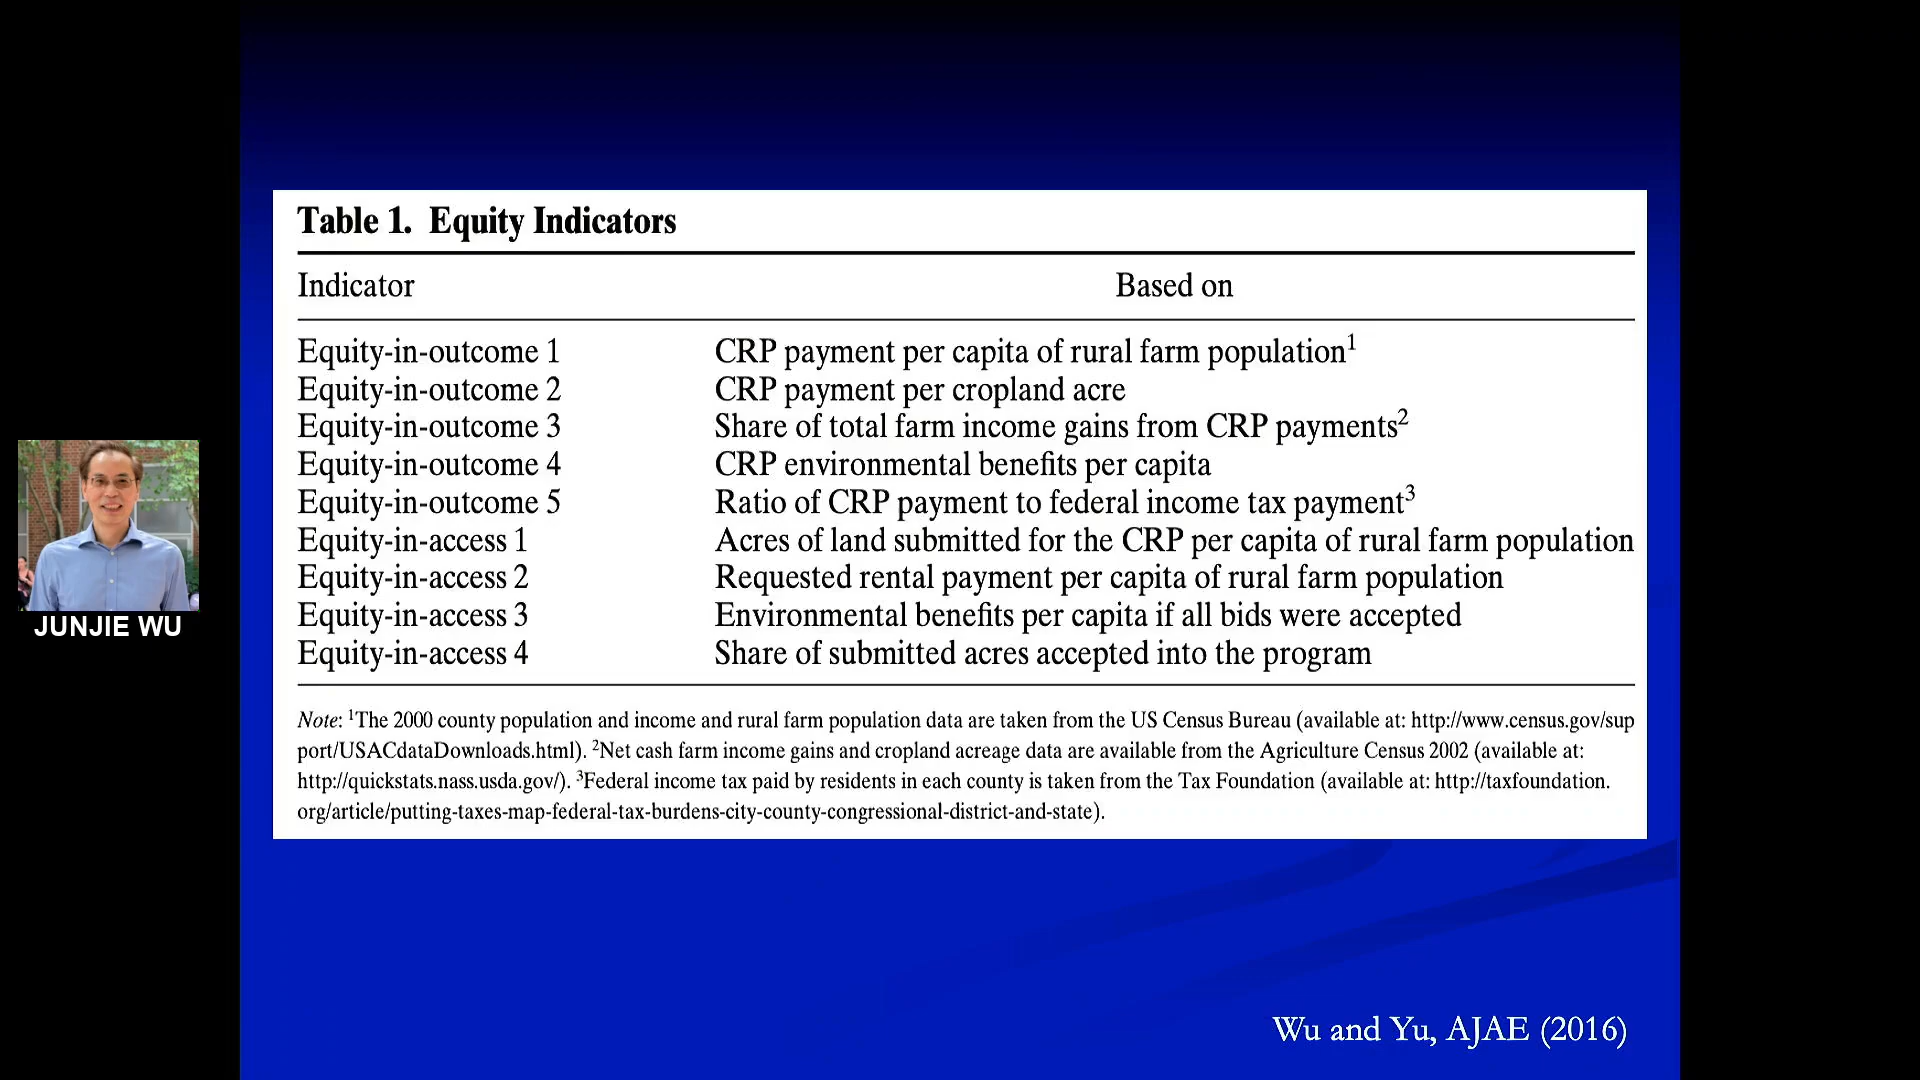 Table 1. Equity Indicators
Indicator Based on
Equity-in-outcome 1 CRP payment per capita of rural farm population¹
Equity-in-outcome 2 CRP payment per cropland acre
Equity-in-outcome 3 Share of total farm income gains from CRP payments²
Equity-in-outcome 4 CRP environmental benefits per capita
Equity-in-outcome 5 Ratio of CRP payment to federal income tax payment³
Equity-in-access 1 Acres of land submitted for the CRP per capita of rural farm population
Equity-in-access 2 Requested rental payment per capita of rural farm population
Equity-in-access 3 Environmental benefits per capita if all bids were accepted
Equity-in-access 4 Share of submitted acres accepted into the program
Note: ¹The 2000 county population and income and rural farm population data are taken from the US Census Bureau (available at: http://www.census.gov/sup
port/USACdataDownloads.html). ²Net cash farm income gains and cropland acreage data are available from the Agriculture Census 2002 (available at:
http://quickstats.nass.usda.gov/). ³Federal income tax paid by residents in each county is taken from the Tax Foundation (available at: http://taxfoundation.
org/article/putting-taxes-map-federal-tax-burdens-city-county-congressional-district-and-state).
JUNJIE WU
Wu and Yu, AJAE (2016)